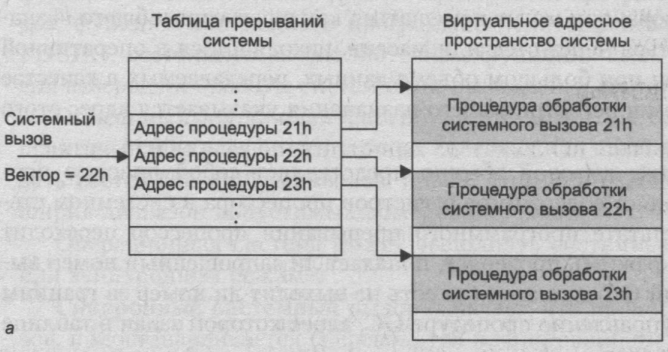 Таблица прерываний
системы
Виртуальное адресное
пространство системы
Системный
вызов
Вектор = 22h
........
Адрес процедуры 21h
Адрес процедуры 22h
Адрес процедуры 23h
Процедура обработки
системного вызова 21h
Процедура обработки
системного вызова 22h
Процедура обработки
системного вызова 23h
а